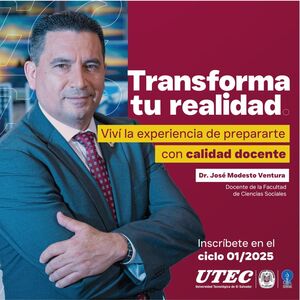 Transforma
tu realidad.
Viví la experiencia de prepararte
con calidad docente
Dr. José Modesto Ventura
Docente de la Facultad
de Ciencias Sociales
Inscríbete en el
ciclo 01/2025
UTEC
Universidad Tecnológica de El Salvador